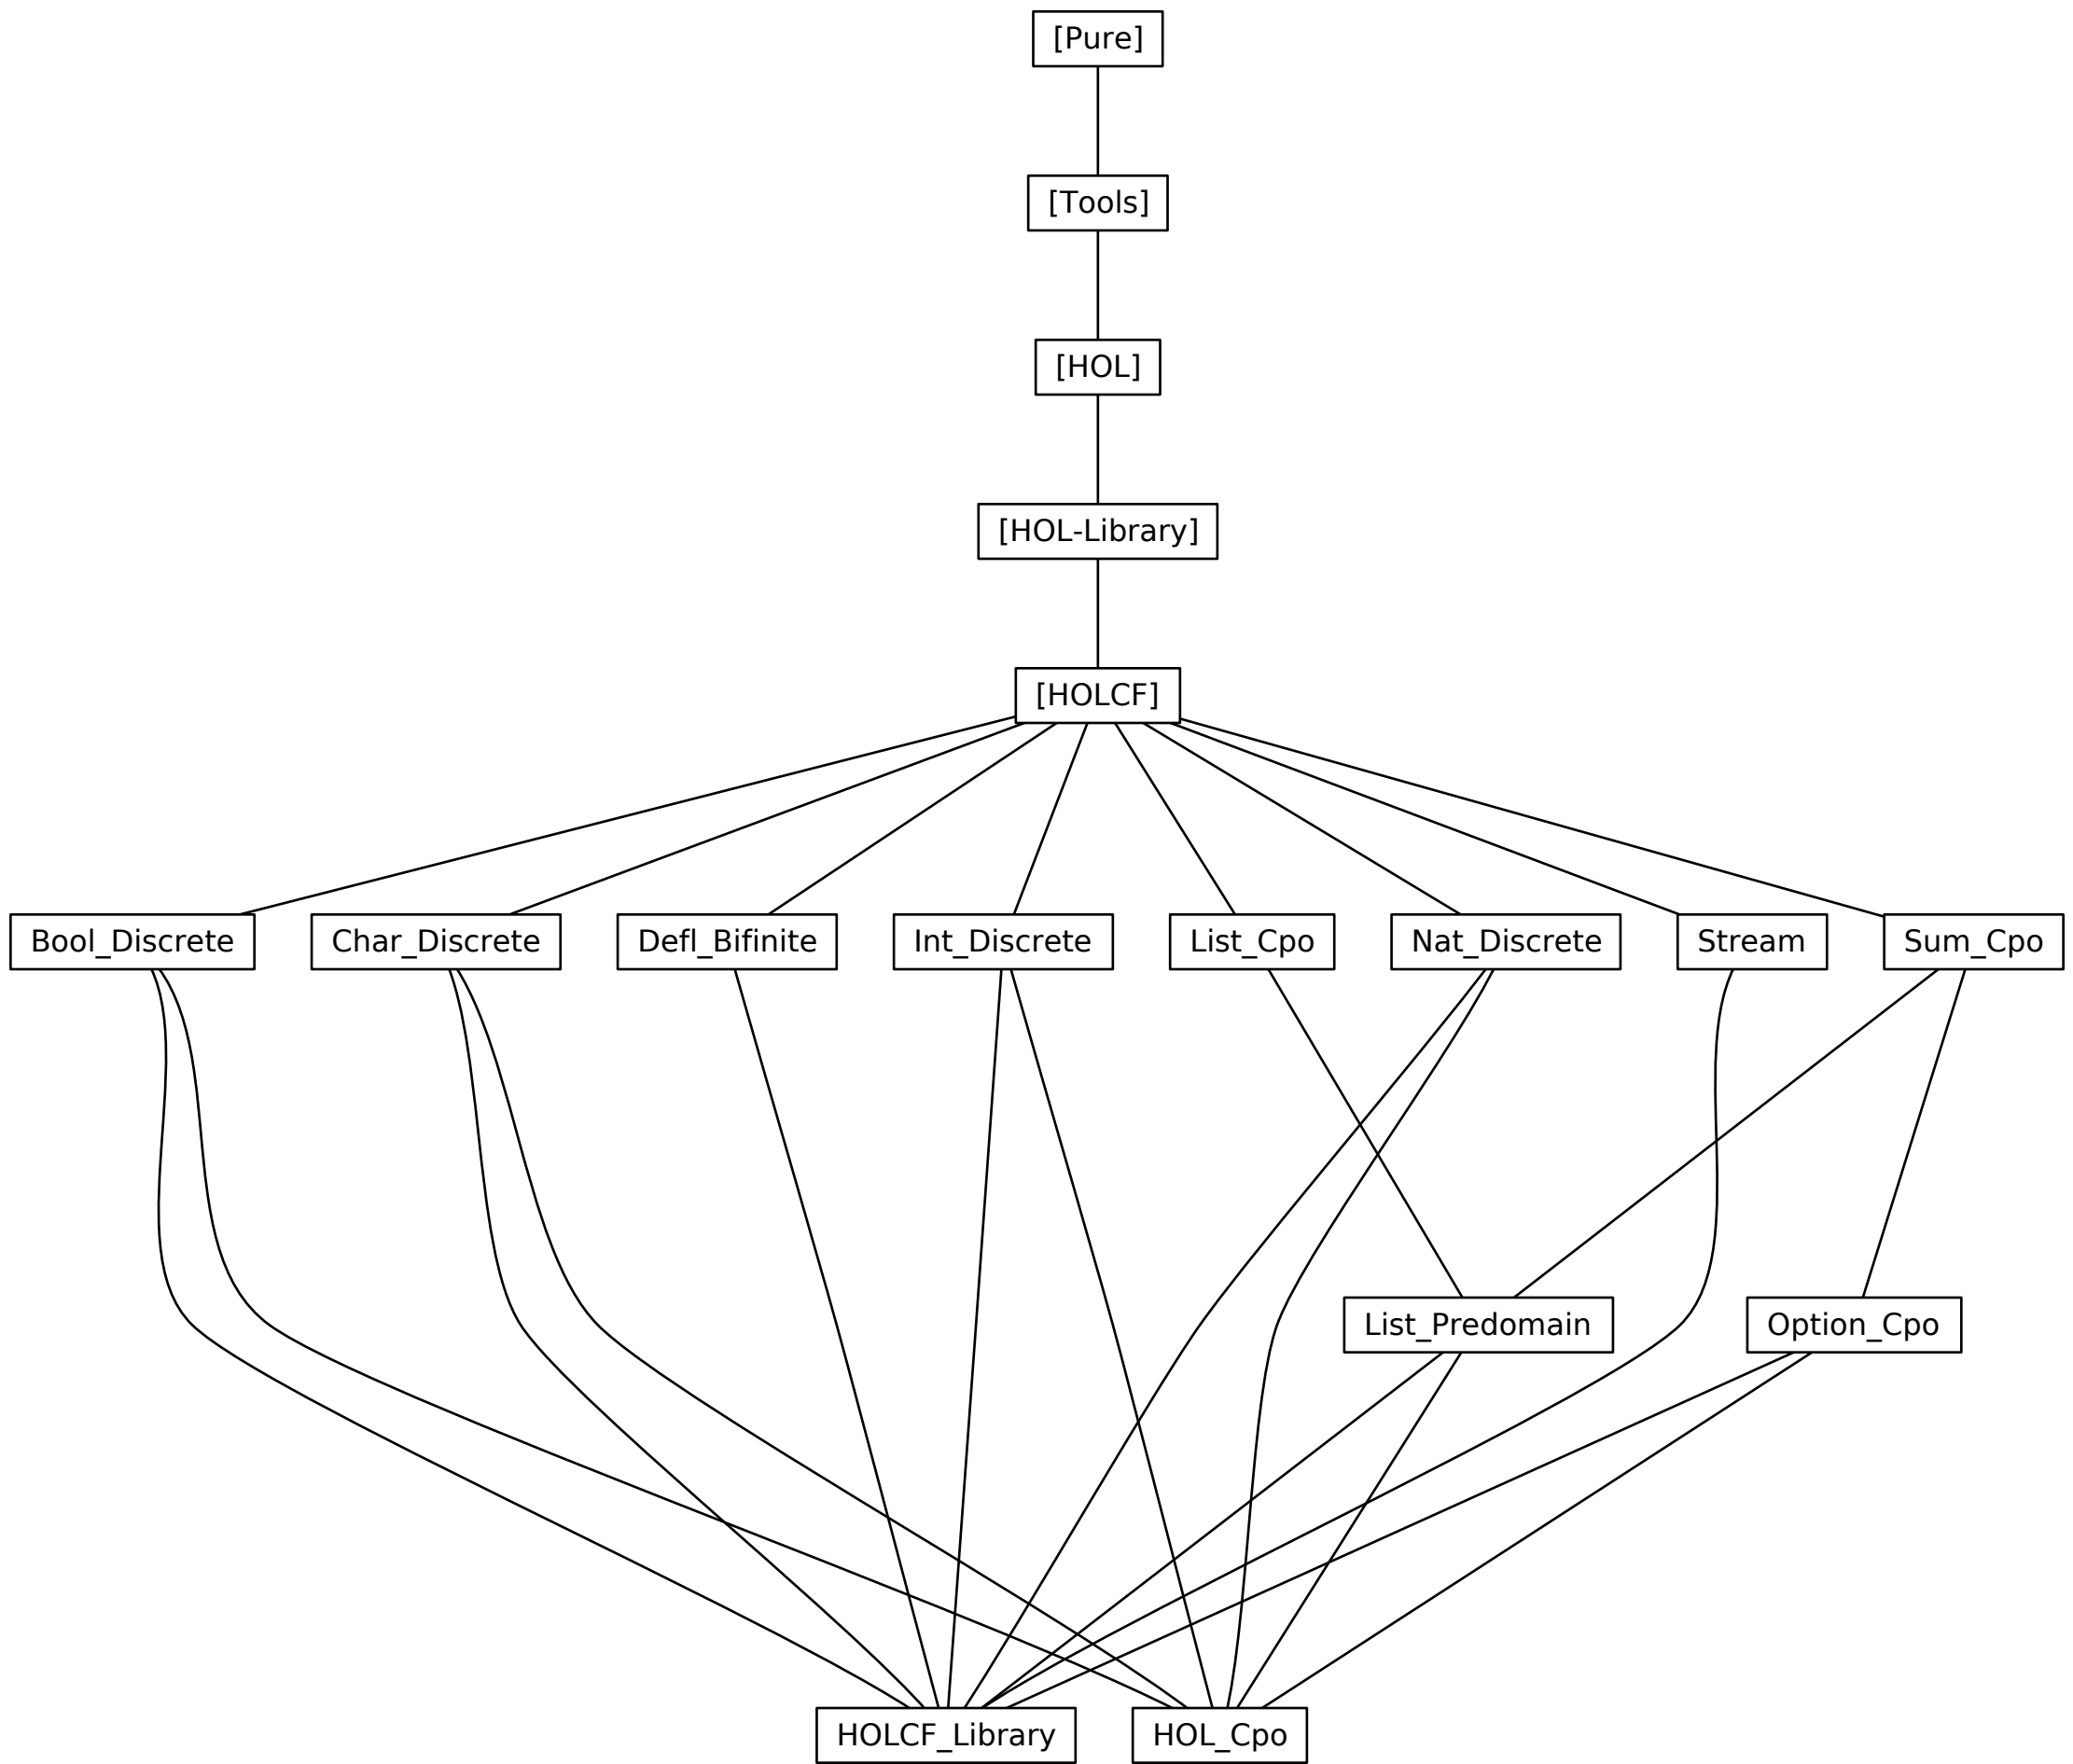 [Pure]
[Tools]
[HOL]
[HOL-Library]
[HOLCF]
Bool_Discrete
Char_Discrete
Defl_Bifinite
Int_Discrete
List_Cpo
Nat_Discrete
Stream
Sum_Cpo
List_Predomain
Option_Cpo
HOLCF_Library
HOL_Cpo